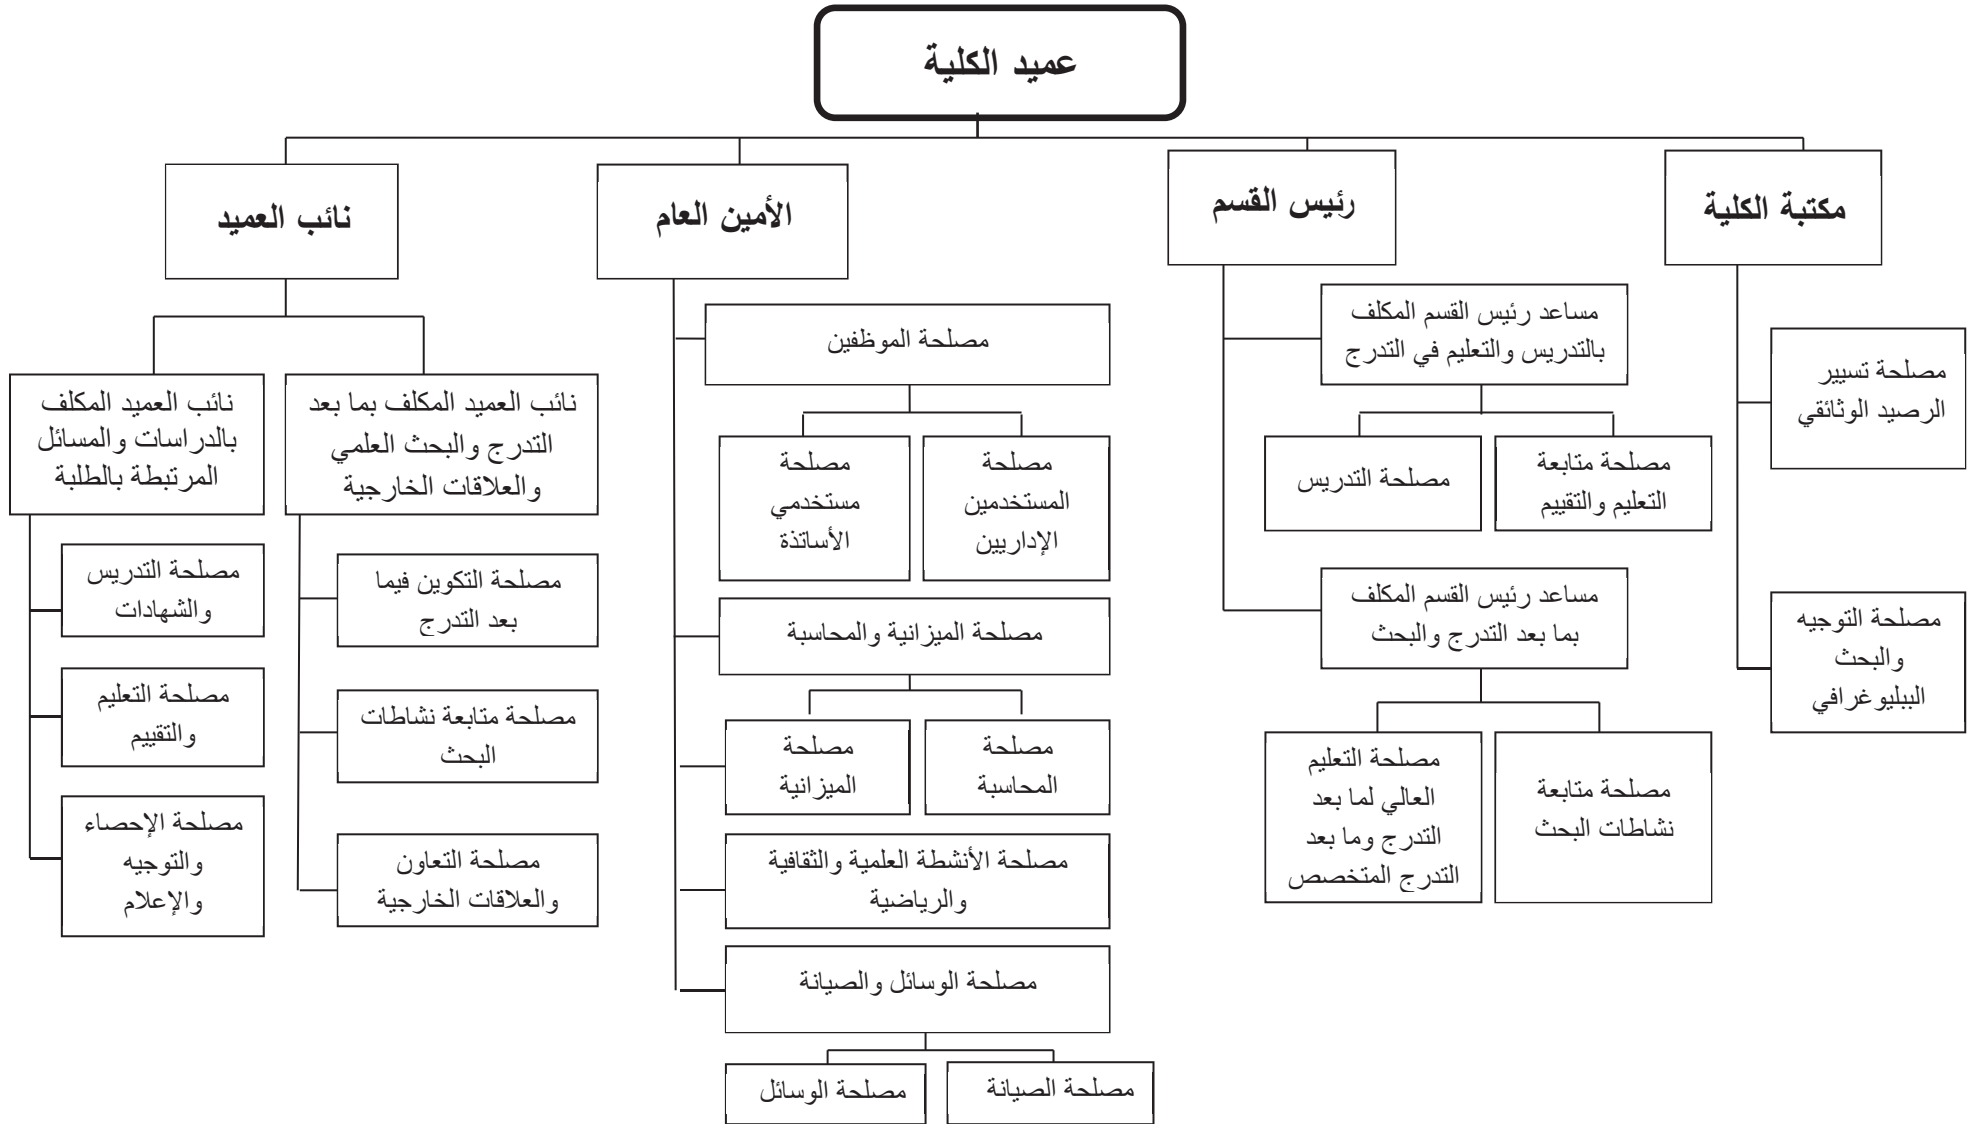 عميد الكلية
مكتبة الكلية
مصلحة تسيير
الرصيد الوثائقي
مصلحة التوجيه
والبحث
الببليوغرافي
رئيس القسم
مساعد رئيس القسم المكلف
بالتدريس والتعليم في التدرج
مصلحة متابعة
التعليم والتقييم
مصلحة التدريس
مساعد رئيس القسم المكلف
بما بعد التدرج والبحث
مصلحة متابعة
نشاطات البحث
مصلحة التعليم
العالي لما بعد
التدرج وما بعد
التدرج المتخصص
الأمين العام
مصلحة الموظفين
مصلحة
المستخدمين
الإداريين
مصلحة
مستخدمي
الأساتذة
مصلحة الميزانية والمحاسبة
مصلحة
المحاسبة
مصلحة
الميزانية
مصلحة الأنشطة العلمية والثقافية
والرياضية
مصلحة الوسائل والصيانة
مصلحة الصيانة
مصلحة الوسائل
نائب العميد
نائب العميد المكلف بما بعد
التدرج والبحث العلمي
والعلاقات الخارجية
مصلحة التكوين فيما
بعد التدرج
مصلحة متابعة نشاطات
البحث
مصلحة التعاون
والعلاقات الخارجية
نائب العميد المكلف
بالدراسات والمسائل
المرتبطة بالطلبة
مصلحة التدريس
والشهادات
مصلحة التعليم
والتقييم
مصلحة الإحصاء
والتوجيه
والإعلام